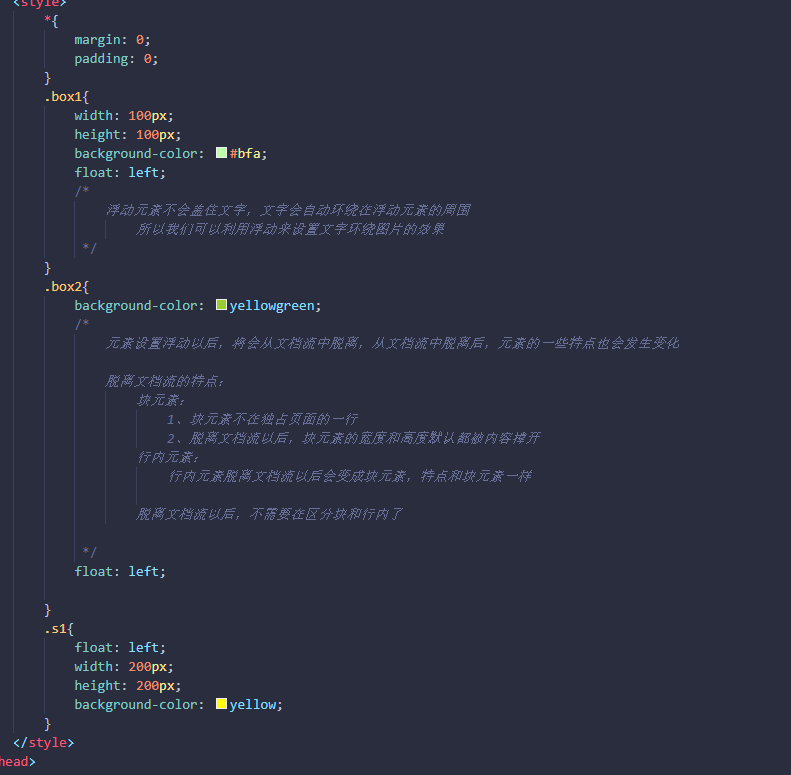 <style>
*{
margin: 0;
padding: 0;
}
.box1{
width: 100px;
height: 100px;
background-color: #bfa;
float: left;
/*
浮动元素不会盖住文字，文字会自动环绕在浮动元素的周围
所以我们可以利用浮动来设置文字环绕图片的效果
*/
}
.box2{
background-color: yellowgreen;
/*
元素设置浮动以后，将会从文档流中脱离，从文档流中脱离后，元素的一些特点也会发生变化
脱离文档流的特点：
块元素：
1、块元素不在独占页面的一行
2、脱离文档流以后，块元素的宽度和高度默认都够内容撑开
行内元素：
行内元素脱离文档流以后会变成块元素，特点和块元素一样
脱离文档流以后，不需要在区分块和行内了
*/
float: left;
}
.s1{
float: left;
width: 200px;
height: 200px;
background-color: yellow;
}
</style>
head>